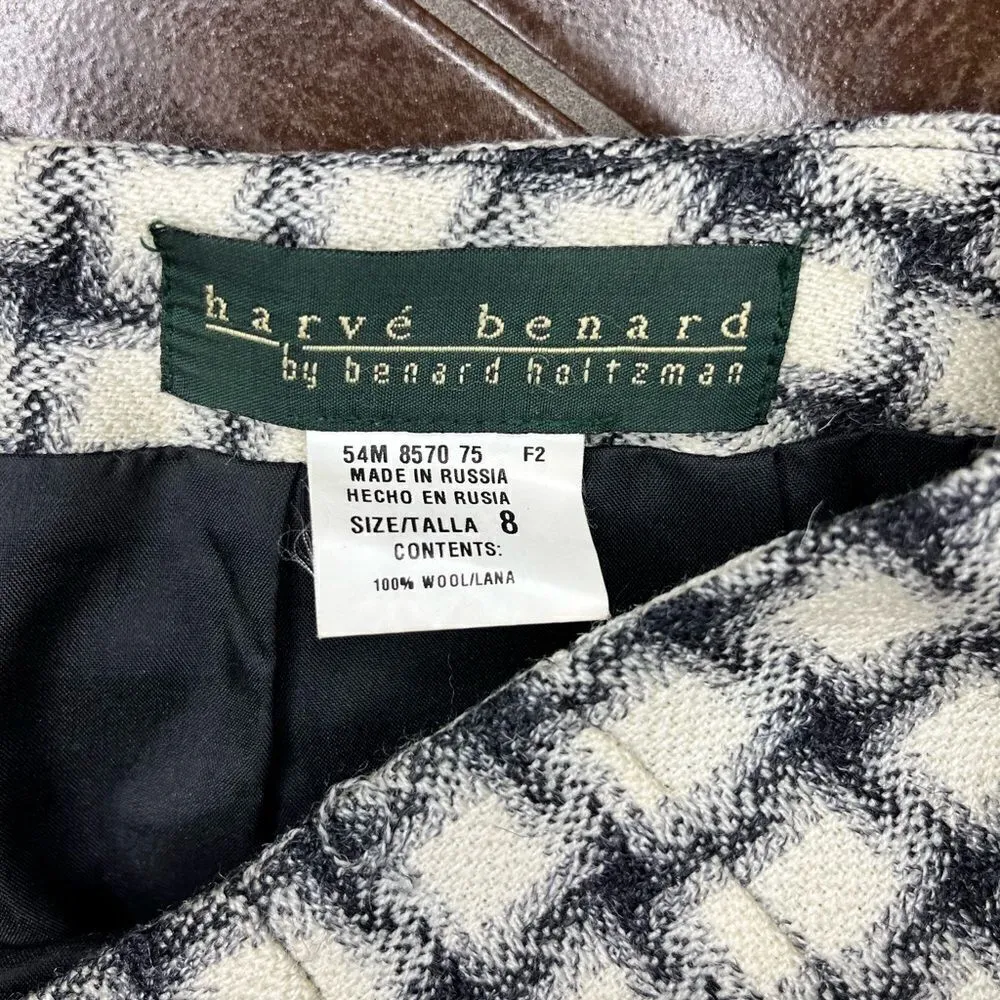 harvé benard
by benard holtzman
54M 8570 75 F2
MADE IN RUSSIA
HECHO EN RUSIA
SIZE/TALLA 8
CONTENTS:
100% WOOL/LANA